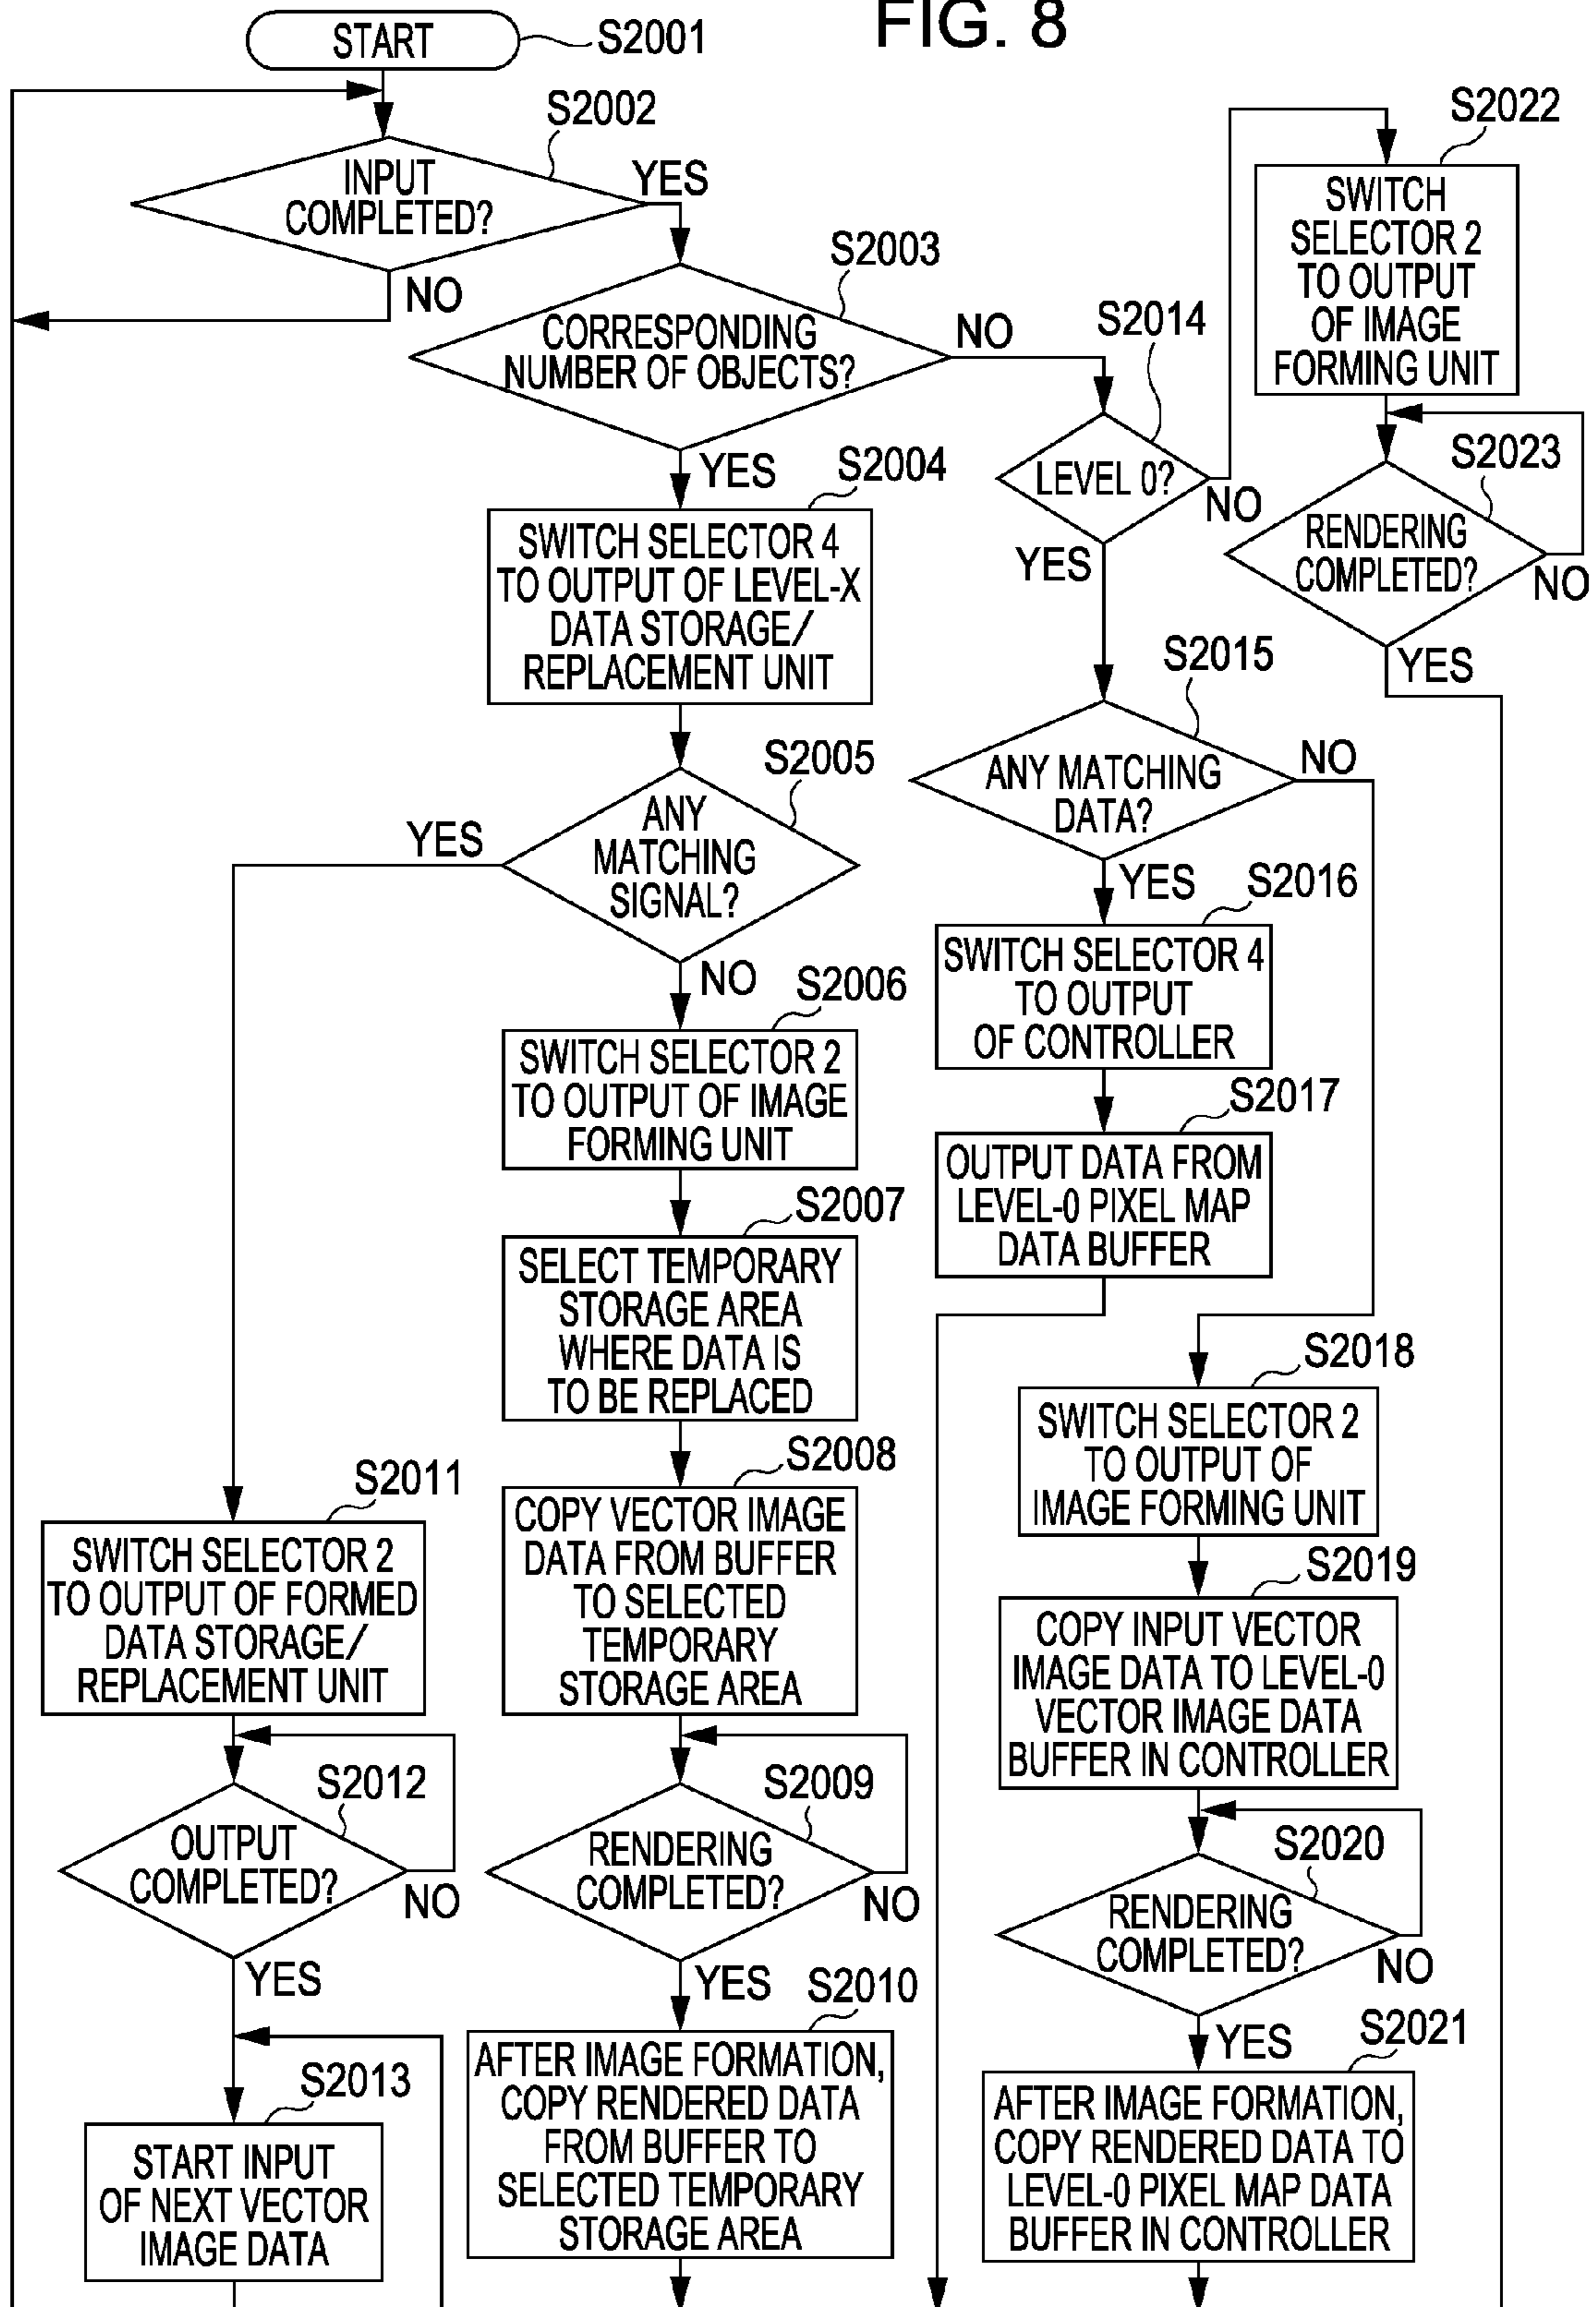 FIG. 8
START
S2001
S2002
INPUT
COMPLETED?
YES
NO
S2003
CORRESPONDING
NUMBER OF OBJECTS?
NO
YES
S2004
SWITCH SELECTOR 4
TO OUTPUT OF LEVEL-X
DATA STORAGE/
REPLACEMENT UNIT
S2005
ANY
MATCHING
SIGNAL?
YES
NO
S2006
SWITCH SELECTOR 2
TO OUTPUT OF IMAGE
FORMING UNIT
S2007
SELECT TEMPORARY
STORAGE AREA
WHERE DATA IS
TO BE REPLACED
S2008
COPY VECTOR IMAGE
DATA FROM BUFFER
TO SELECTED
TEMPORARY
STORAGE AREA
S2009
RENDERING
COMPLETED?
NO
YES
S2010
AFTER IMAGE FORMATION,
COPY RENDERED DATA
FROM BUFFER TO
SELECTED TEMPORARY
STORAGE AREA
S2011
SWITCH SELECTOR 2
TO OUTPUT OF FORMED
DATA STORAGE/
REPLACEMENT UNIT
S2012
OUTPUT
COMPLETED?
NO
YES
S2013
START INPUT
OF NEXT VECTOR
IMAGE DATA
S2014
LEVEL 0?
NO
YES
S2015
ANY MATCHING
DATA?
NO
YES
S2016
SWITCH SELECTOR 4
TO OUTPUT
OF CONTROLLER
S2017
OUTPUT DATA FROM
LEVEL-0 PIXEL MAP
DATA BUFFER
S2018
SWITCH SELECTOR 2
TO OUTPUT OF
IMAGE FORMING UNIT
S2019
COPY INPUT VECTOR
IMAGE DATA TO LEVEL-0
VECTOR IMAGE DATA
BUFFER IN CONTROLLER
S2020
RENDERING
COMPLETED?
NO
YES
S2021
AFTER IMAGE FORMATION,
COPY RENDERED DATA TO
LEVEL-0 PIXEL MAP DATA
BUFFER IN CONTROLLER
S2022
SWITCH
SELECTOR 2
TO OUTPUT
OF IMAGE
FORMING UNIT
S2023
RENDERING
COMPLETED?
NO
YES